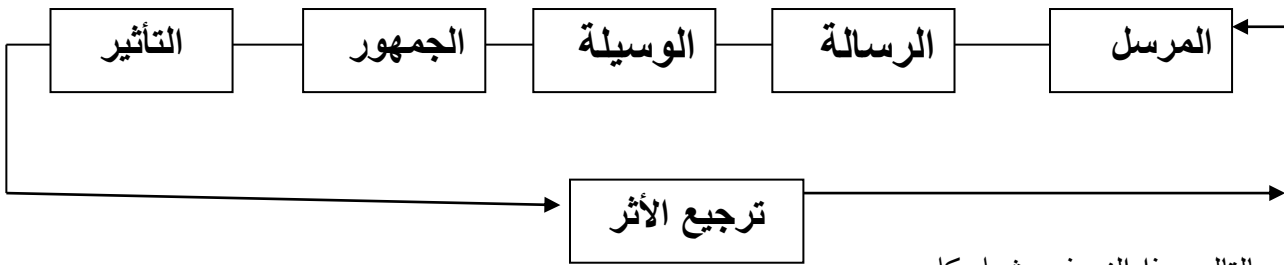 المرسل
الرسالة
الوسيلة
الجمهور
التأثير
ترجيع الأثر